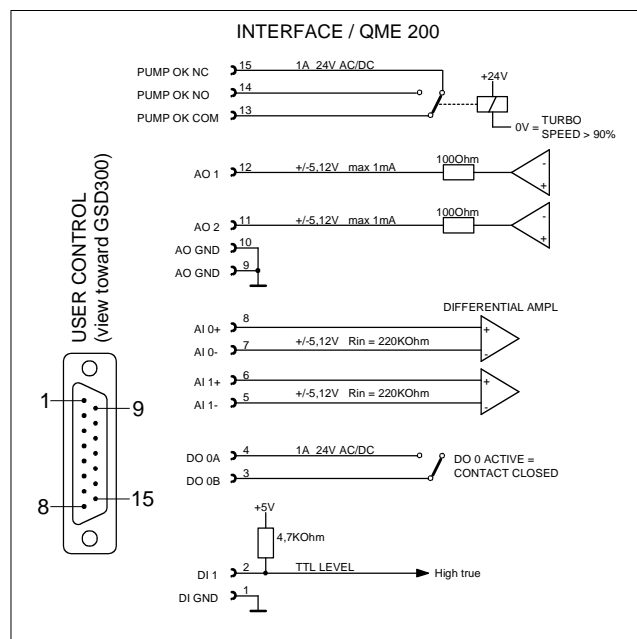 INTERFACE / QME 200
PUMP OK NC 15 1A 24V AC/DC
+24V
PUMP OK NO 14
PUMP OK COM 13
0V = TURBO
SPEED > 90%
AO 1 12 +/-5,12V max 1mA 100Ohm - +
AO 2 11 +/-5,12V max 1mA 100Ohm - +
AO GND 10
AO GND 9
USER CONTROL
(view toward GSD300)
1 9
8 15
DIFFERENTIAL AMPL
AI 0+ 8 +
AI 0- 7 +/-5,12V Rin = 220KOhm -
AI 1+ 6 +
AI 1- 5 +/-5,12V Rin = 220KOhm -
DO 0A 4 1A 24V AC/DC
DO 0B 3
DO 0 ACTIVE =
CONTACT CLOSED
+5V
4,7KOhm
DI 1 2 TTL LEVEL High true
DI GND 1